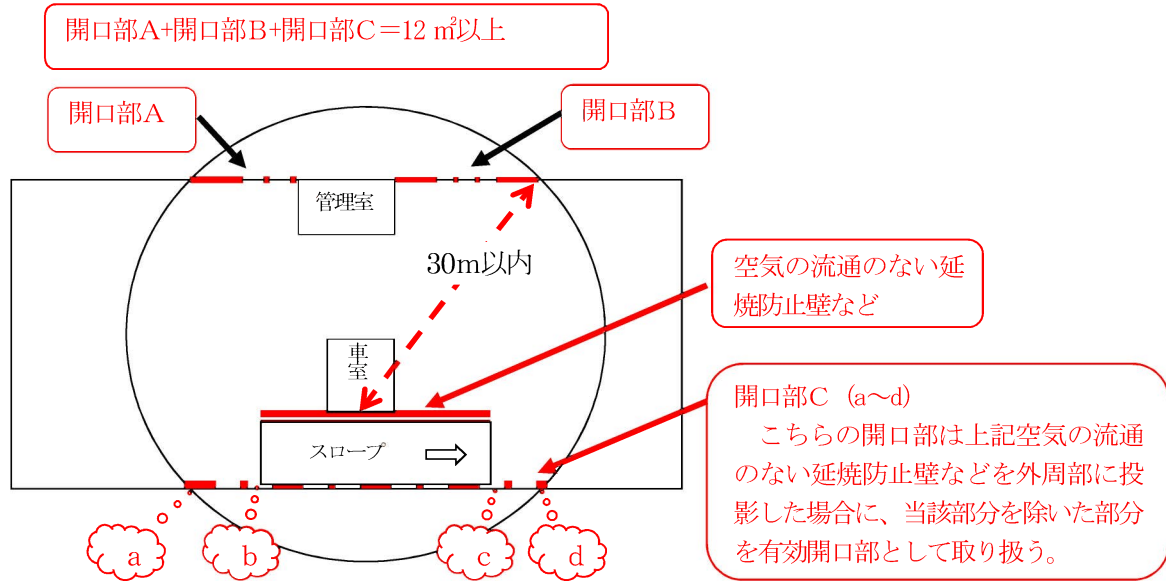 開口部A+開口部B+開口部C＝12 ㎡以上
開口部A
開口部B
管理室
30m以内
空気の流通のない延
焼防止壁など
車室
開口部C (a～d)
こちらの開口部は上記空気の流通
のない延焼防止壁などを外周部に投
影した場合に、当該部分を除いた部分
を有効開口部として取り扱う。
スロープ
a
b
c
d